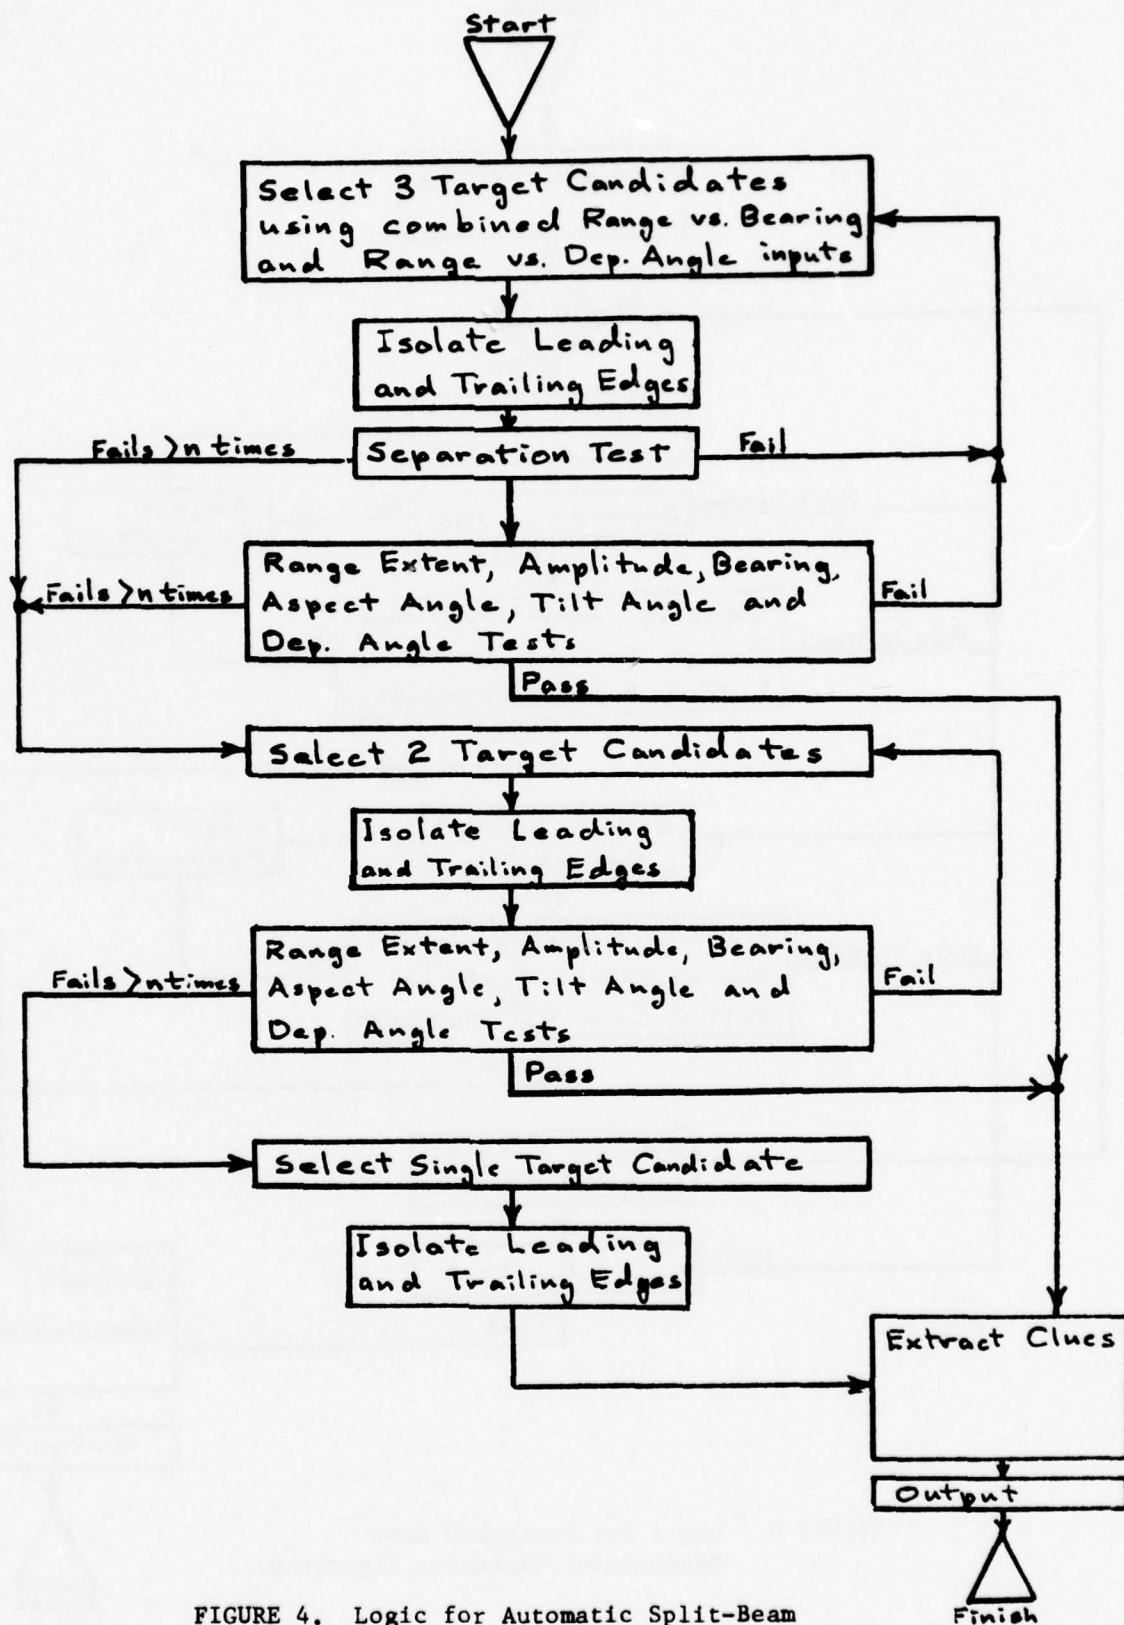 Start
Select 3 Target Candidates
using combined Range vs. Bearing
and Range vs. Dep. Angle inputs
Isolate Leading
and Trailing Edges
Fails >n times
Separation Test
Fail
Fails >n times
Range Extent, Amplitude, Bearing,
Aspect Angle, Tilt Angle and
Dep. Angle Tests
Fail
Pass
Select 2 Target Candidates
Isolate Leading
and Trailing Edges
Fails >n times
Range Extent, Amplitude, Bearing,
Aspect Angle, Tilt Angle and
Dep. Angle Tests
Fail
Pass
Select Single Target Candidate
Isolate Leading
and Trailing Edges
Extract Clues
Output
Finish
FIGURE 4. Logic for Automatic Split-Beam